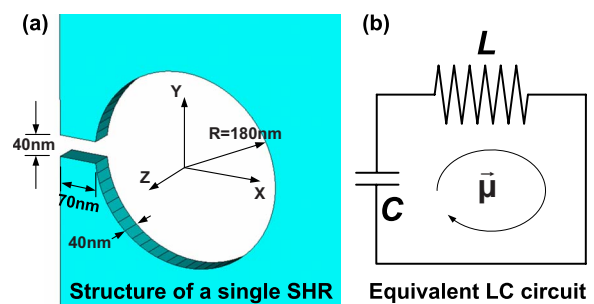 (a)
Y
R=180nm
40nm
Z
X
70nm
40nm
Structure of a single SHR
(b)
L
C
μ⃗
Equivalent LC circuit